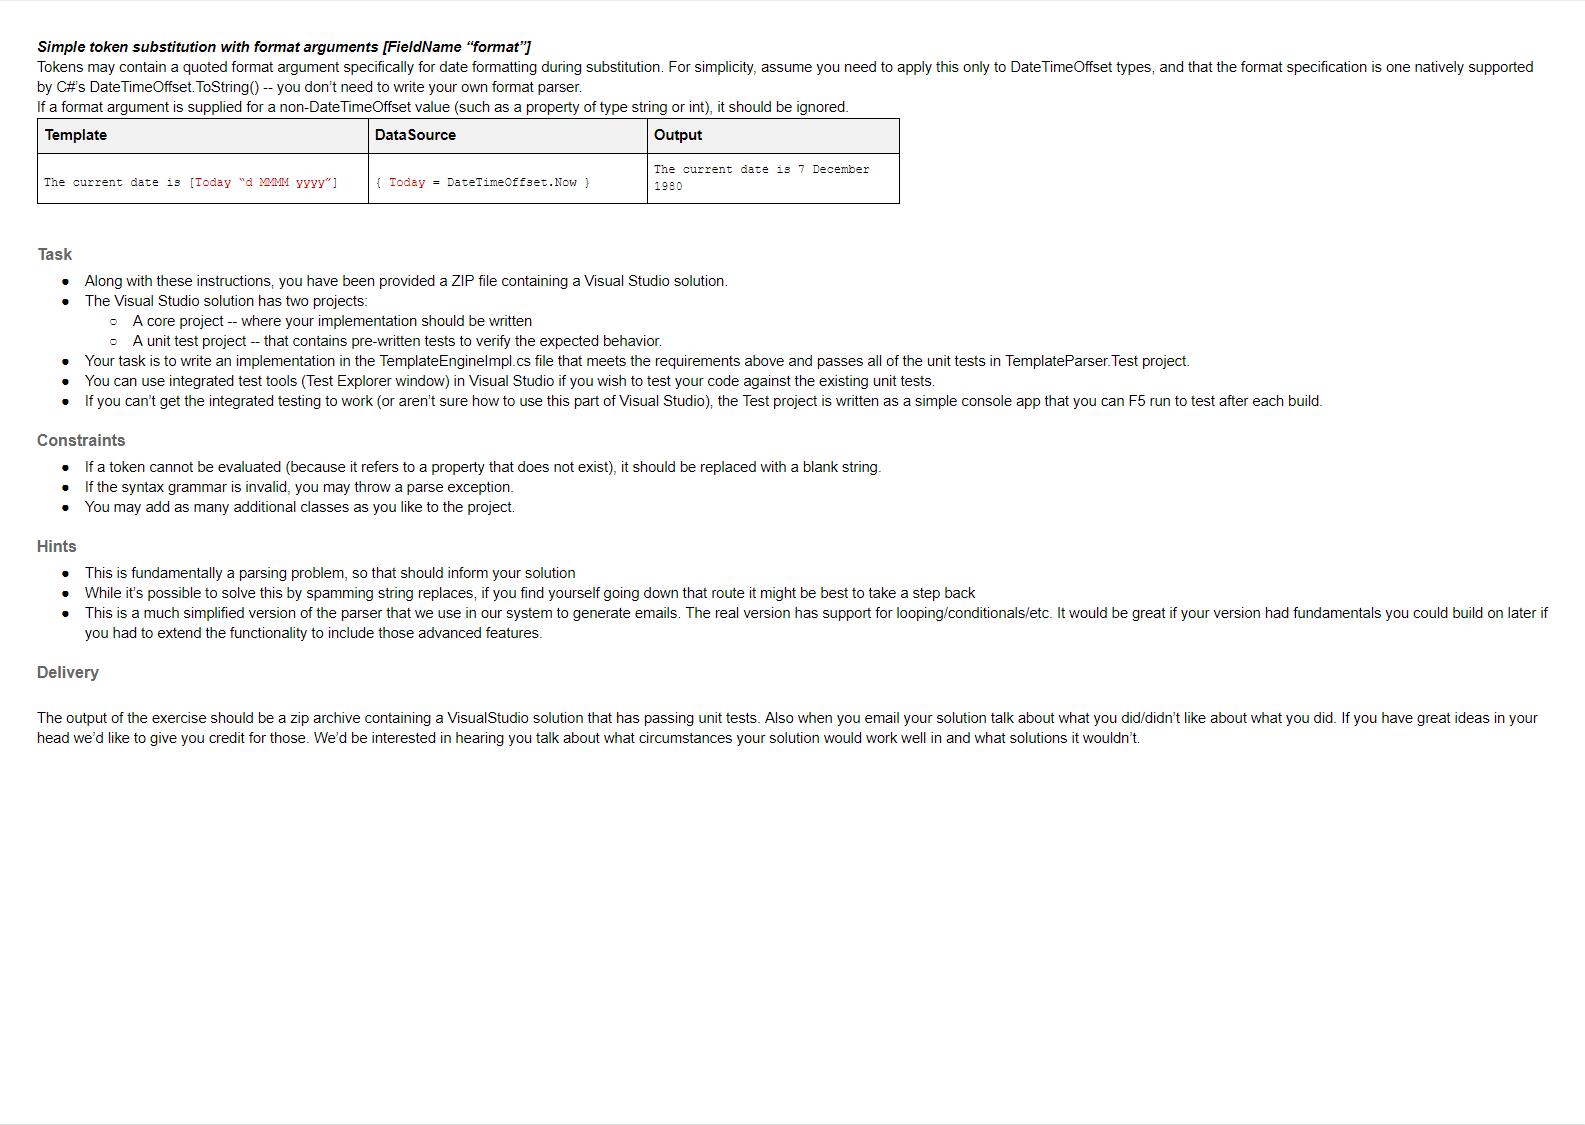 Simple token substitution with format arguments [FieldName “format”]
Tokens may contain a quoted format argument specifically for date formatting during substitution. For simplicity, assume you need to apply this only to DateTimeOffset types, and that the format specification is one natively supported
by C#'s DateTimeOffset.ToString() -- you don't need to write your own format parser.
If a format argument is supplied for a non-DateTimeOffset value (such as a property of type string or int), it should be ignored.
Template DataSource Output
The current date is [Today “d MMMM yyyy”] { Today = DateTimeOffset.Now } The current date is 7 December
1980
Task
• Along with these instructions, you have been provided a ZIP file containing a Visual Studio solution.
• The Visual Studio solution has two projects:
○ A core project -- where your implementation should be written
○ A unit test project -- that contains pre-written tests to verify the expected behavior.
• Your task is to write an implementation in the TemplateEngineImpl.cs file that meets the requirements above and passes all of the unit tests in TemplateParser.Test project.
• You can use integrated test tools (Test Explorer window) in Visual Studio if you wish to test your code against the existing unit tests.
• If you can't get the integrated testing to work (or aren't sure how to use this part of Visual Studio), the Test project is written as a simple console app that you can F5 run to test after each build.
Constraints
• If a token cannot be evaluated (because it refers to a property that does not exist), it should be replaced with a blank string.
• If the syntax grammar is invalid, you may throw a parse exception.
• You may add as many additional classes as you like to the project.
Hints
• This is fundamentally a parsing problem, so that should inform your solution
• While it's possible to solve this by spamming string replaces, if you find yourself going down that route it might be best to take a step back
• This is a much simplified version of the parser that we use in our system to generate emails. The real version has support for looping/conditionals/etc. It would be great if your version had fundamentals you could build on later if
you had to extend the functionality to include those advanced features.
Delivery
The output of the exercise should be a zip archive containing a VisualStudio solution that has passing unit tests. Also when you email your solution talk about what you did/didn't like about what you did. If you have great ideas in your
head we'd like to give you credit for those. We'd be interested in hearing you talk about what circumstances your solution would work well in and what solutions it wouldn't.